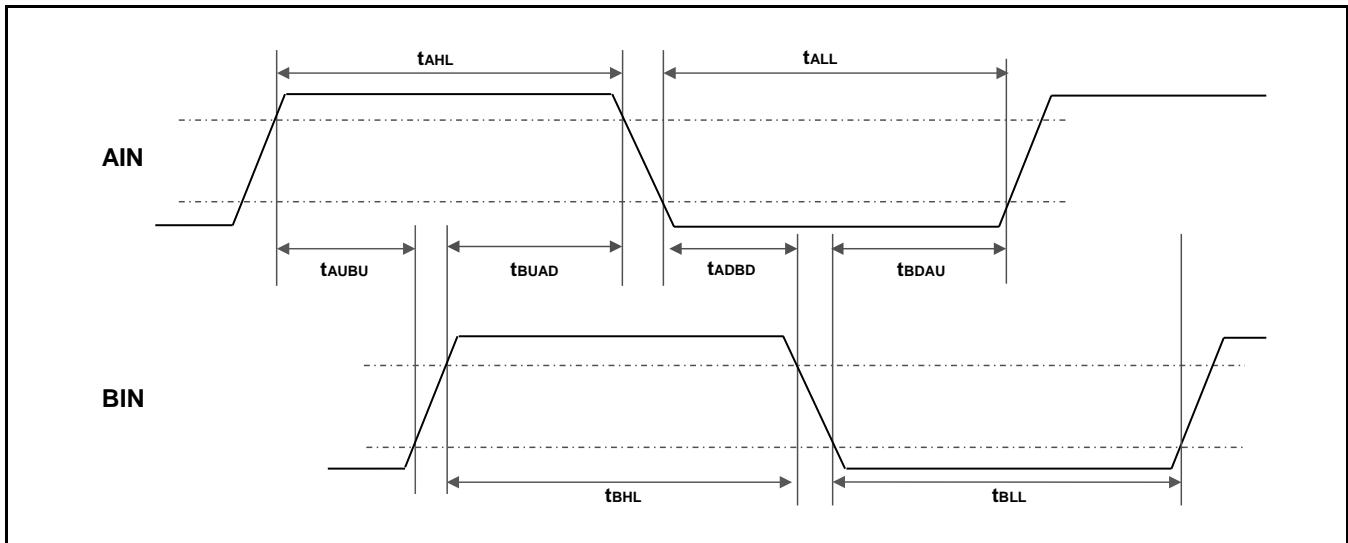 tAHL tALL
AIN
tAUBU tBUAD tADBD tBDAU
BIN
tBHL tBLL